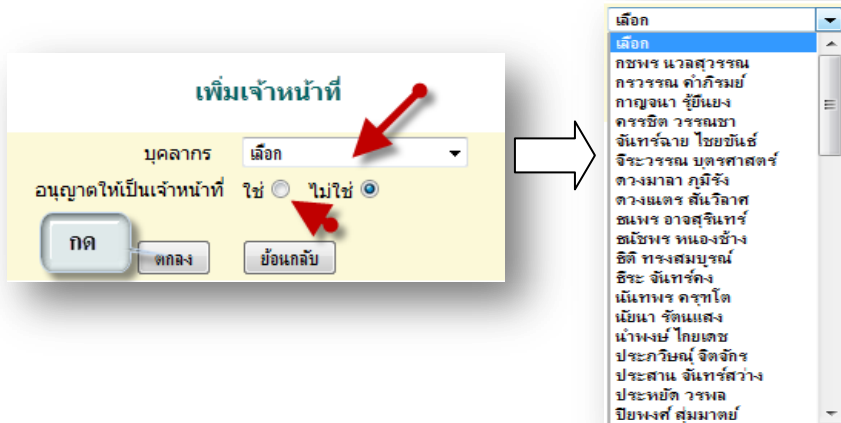 เพิ่มเจ้าหน้าที่
บุคลากร เลือก
อนุญาตให้เป็นเจ้าหน้าที่ ใช่ ไม่ใช่
กด
ตกลง ย้อนกลับ
เลือก
เลือก
กชพร นวลสุวรรณ
กรวรรณ คำภิรมย์
กาญจนา รู้ยืนยง
ครรชิต วรรณชา
จันทร์ฉาย ไชยขันธ์
จีระวรรณ บุตรศาสตร์
ดวงมาลา ภูมิรัง
ดวงเนตร สันวิลาศ
ธนพร อาจสุรินทร์
ธนัชพร หนองช้าง
ธิติ ทรงสมบูรณ์
ธีระ จันทร์คง
นันทพร ครุฑโต
นัยนา รัตนแสง
นำพงษ์ ไกยเดช
ประภวิษณุ์ จิตจักร
ประสาน จันทร์สว่าง
ประหยัด วรพล
ปิยพงศ์ สุ่มมาตย์